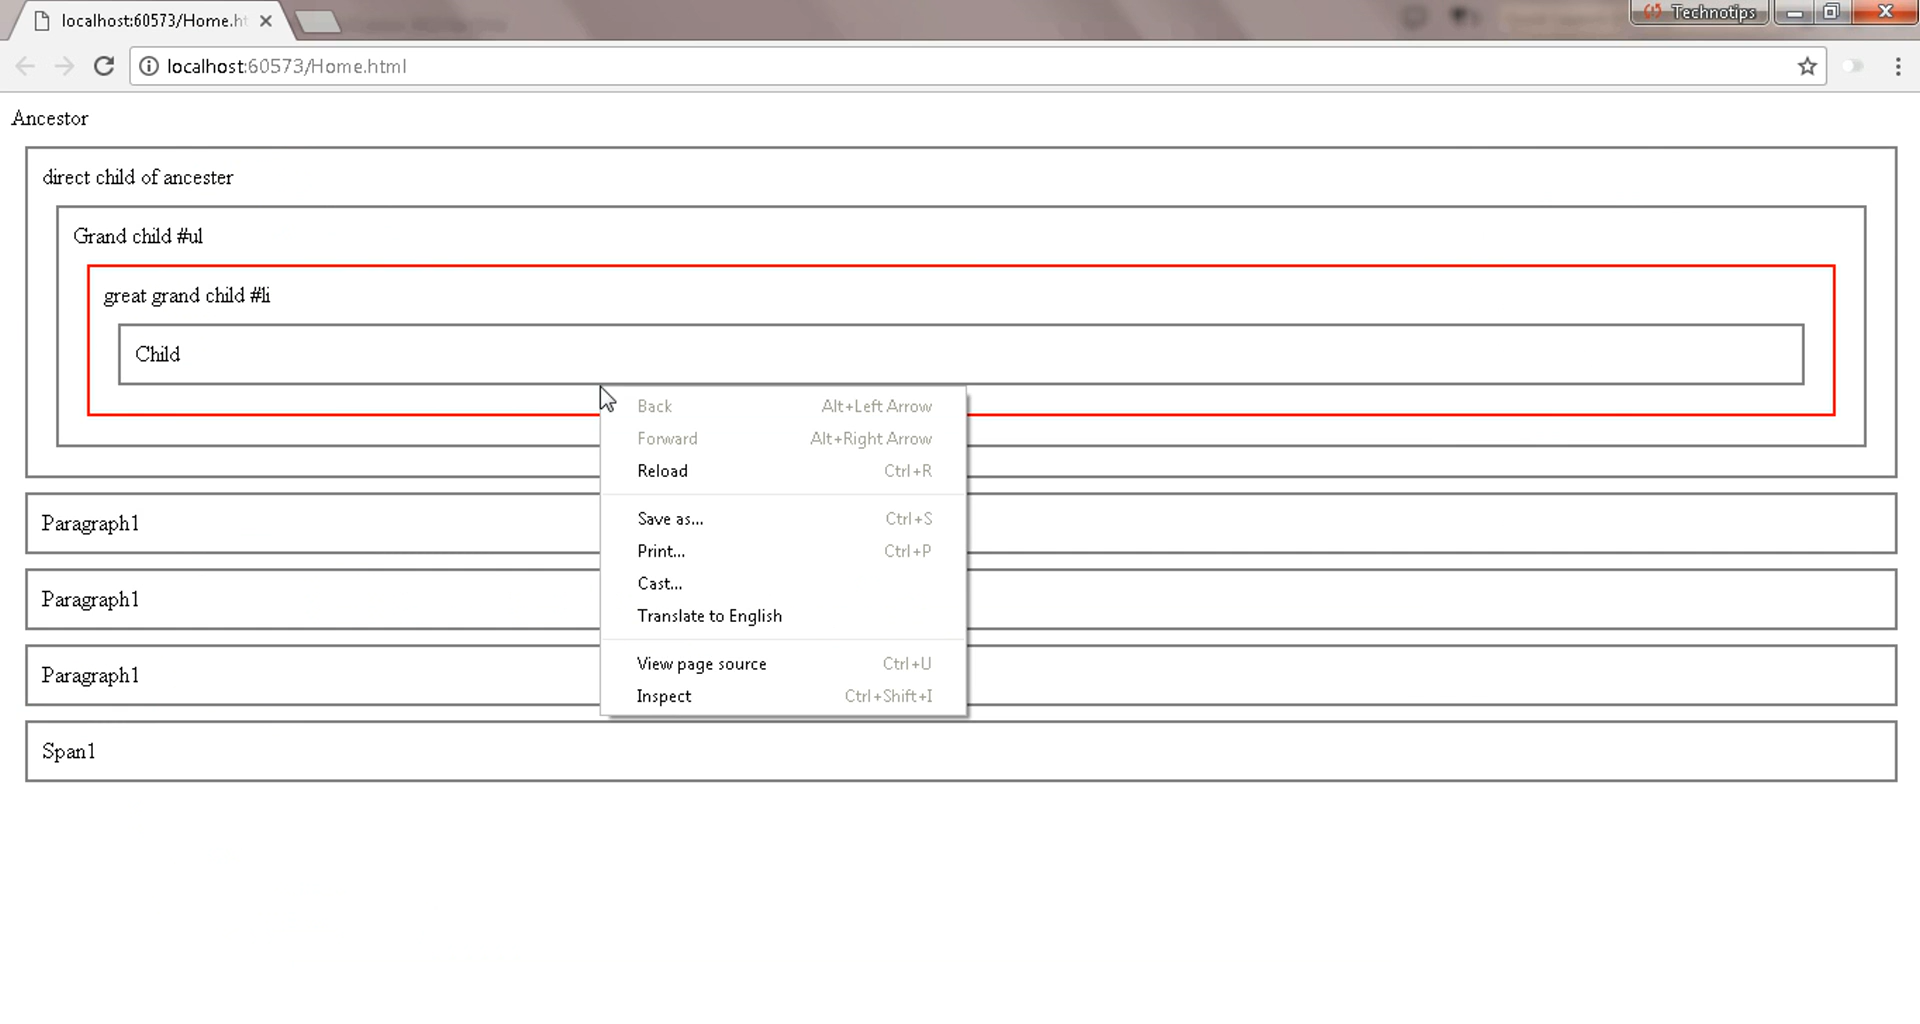 localhost:60573/Home.ht
Technotips
localhost:60573/Home.html
Ancestor
direct child of ancester
Grand child #ul
great grand child #li
Child
Back Alt+Left Arrow
Forward Alt+Right Arrow
Reload Ctrl+R
Save as... Ctrl+S
Print... Ctrl+P
Cast...
Translate to English
View page source Ctrl+U
Inspect Ctrl+Shift+I
Paragraph1
Paragraph1
Paragraph1
Span1